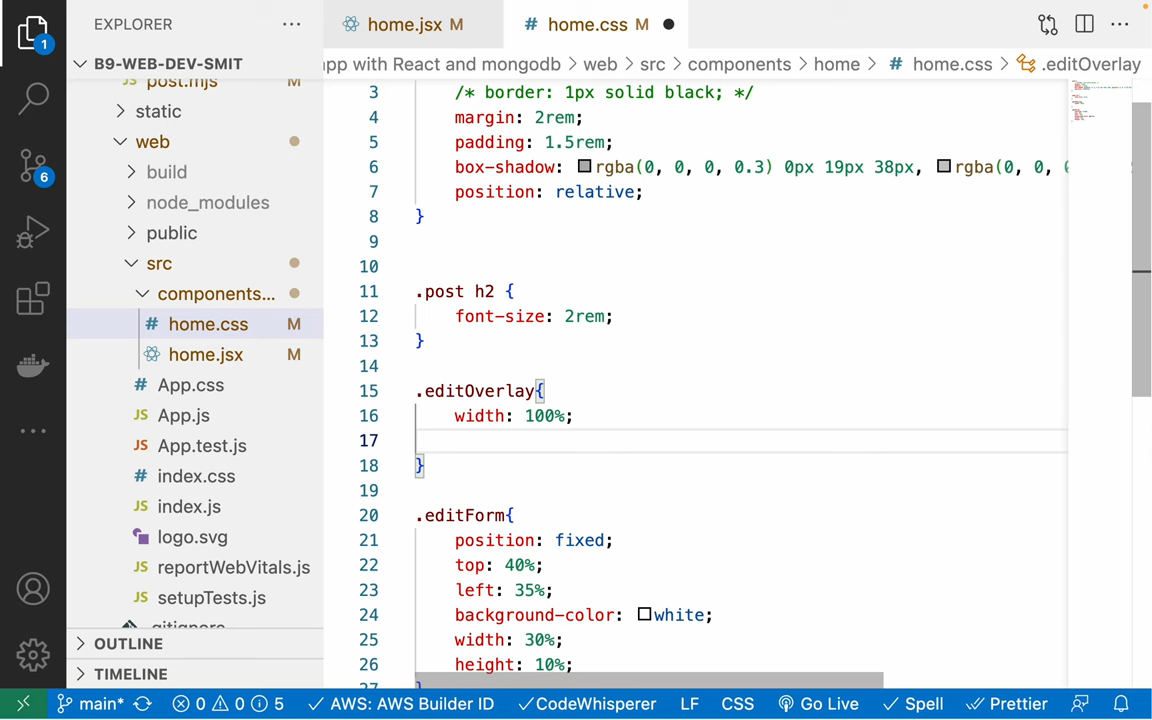 EXPLORER
home.jsx M
# home.css M
B9-WEB-DEV-SMIT
app with React and mongodb > web > src > components > home > # home.css > .editOverlay
JS post.mjs M
> static
web
> build
> node_modules
> public
src
components...
# home.css M
home.jsx M
# App.css
JS App.js
JS App.test.js
# index.css
JS index.js
logo.svg
JS reportWebVitals.js
JS setupTests.js
.gitignore
> OUTLINE
> TIMELINE
1
6
3 /* border: 1px solid black; */
4 margin: 2rem;
5 padding: 1.5rem;
6 box-shadow: rgba(0, 0, 0, 0.3) 0px 19px 38px, rgba(0, 0, 0
7 position: relative;
8 }
9
10
11 .post h2 {
12 font-size: 2rem;
13 }
14
15 .editOverlay{
16 width: 100%;
17
18 }
19
20 .editForm{
21 position: fixed;
22 top: 40%;
23 left: 35%;
24 background-color: white;
25 width: 30%;
26 height: 10%;
27 }
main* 0 0 5 AWS: AWS Builder ID CodeWhisperer LF CSS Go Live Spell Prettier